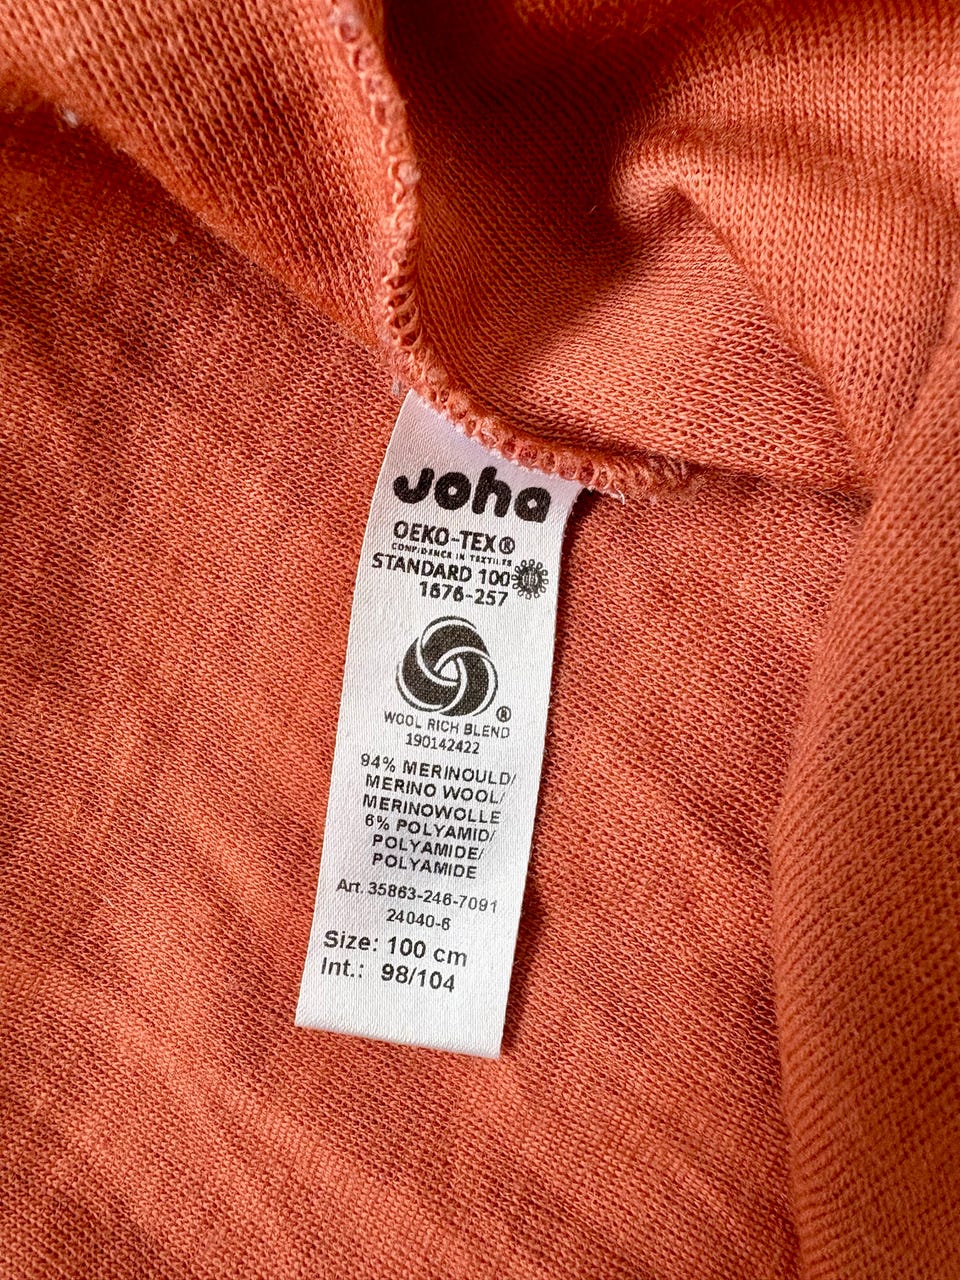 Joha
OEKO-TEX®
CONFIDENCE IN TEXTILES
STANDARD 100
1676-257
®
WOOL RICH BLEND
190142422
94% MERINOULD/
MERINO WOOL/
MERINOWOLLE
6% POLYAMID/
POLYAMIDE/
POLYAMIDE
Art. 35863-246-7091
24040-6
Size: 100 cm
Int.: 98/104